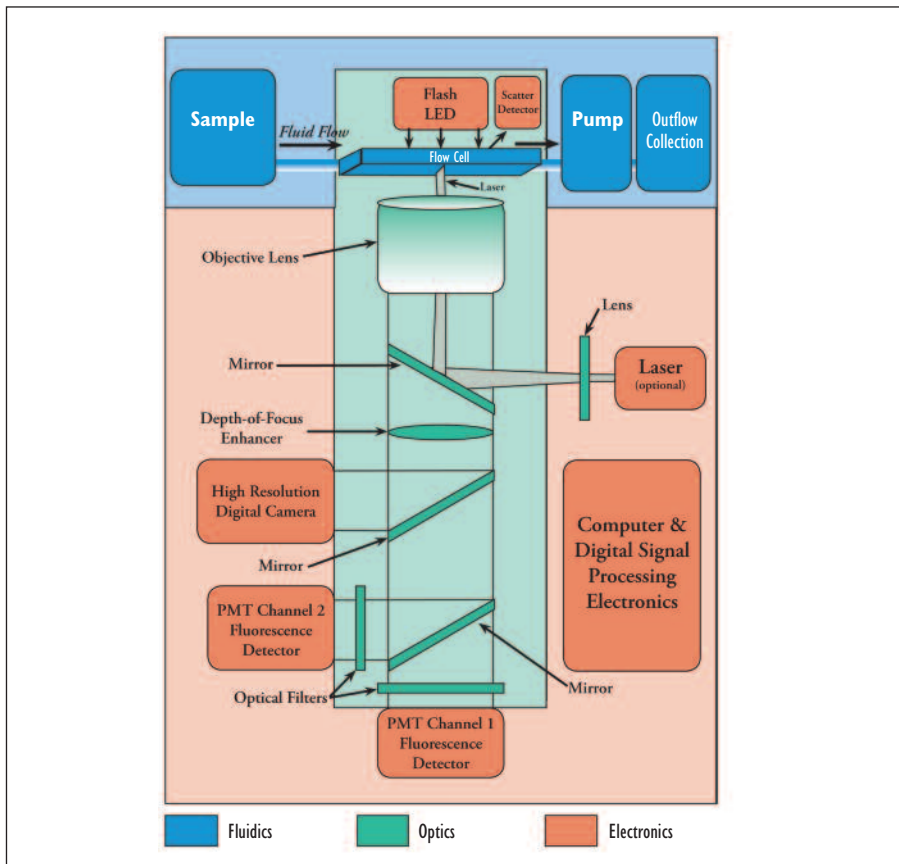 Sample
Fluid Flow
Flash
LED
Scatter
Detector
Pump
Outflow
Collection
Flow Cell
Laser
Objective Lens
Lens
Mirror
Laser
(optional)
Depth-of-Focus
Enhancer
High Resolution
Digital Camera
Computer &
Digital Signal
Processing
Electronics
Mirror
PMT Channel 2
Fluorescence
Detector
Mirror
Optical Filters
PMT Channel 1
Fluorescence
Detector
Fluidics
Optics
Electronics